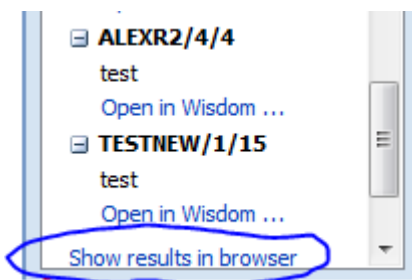 ALEXR2/4/4
test
Open in Wisdom ...
TESTNEW/1/15
test
Open in Wisdom ...
Show results in browser